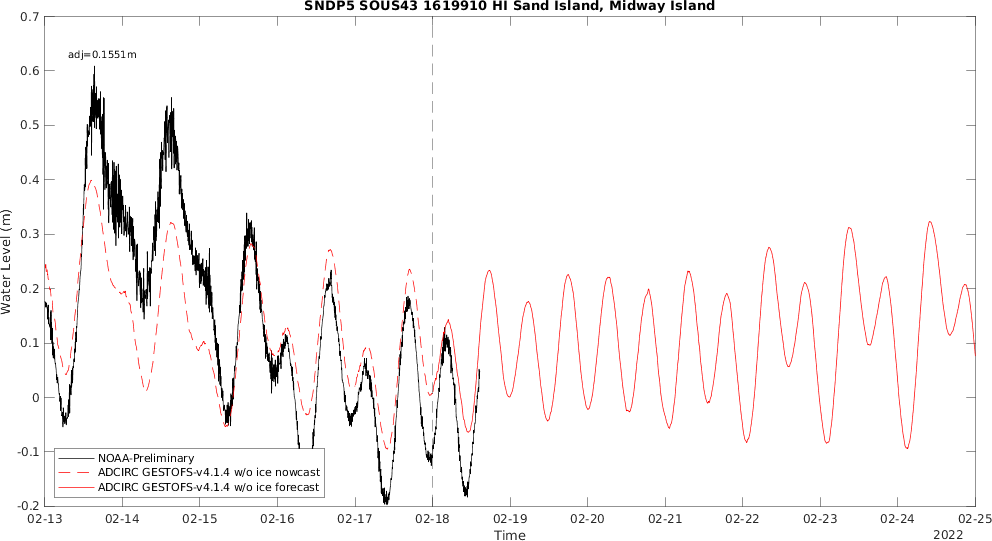 SNDP5 SOUS43 1619910 HI Sand Island, Midway Island
adj=0.1551m
Water Level (m)
0.7
0.6
0.5
0.4
0.3
0.2
0.1
0
-0.1
-0.2
NOAA-Preliminary
ADCIRC GESTOFS-v4.1.4 w/o ice nowcast
ADCIRC GESTOFS-v4.1.4 w/o ice forecast
02-13 02-14 02-15 02-16 02-17 02-18 02-19 02-20 02-21 02-22 02-23 02-24 02-25
Time
2022